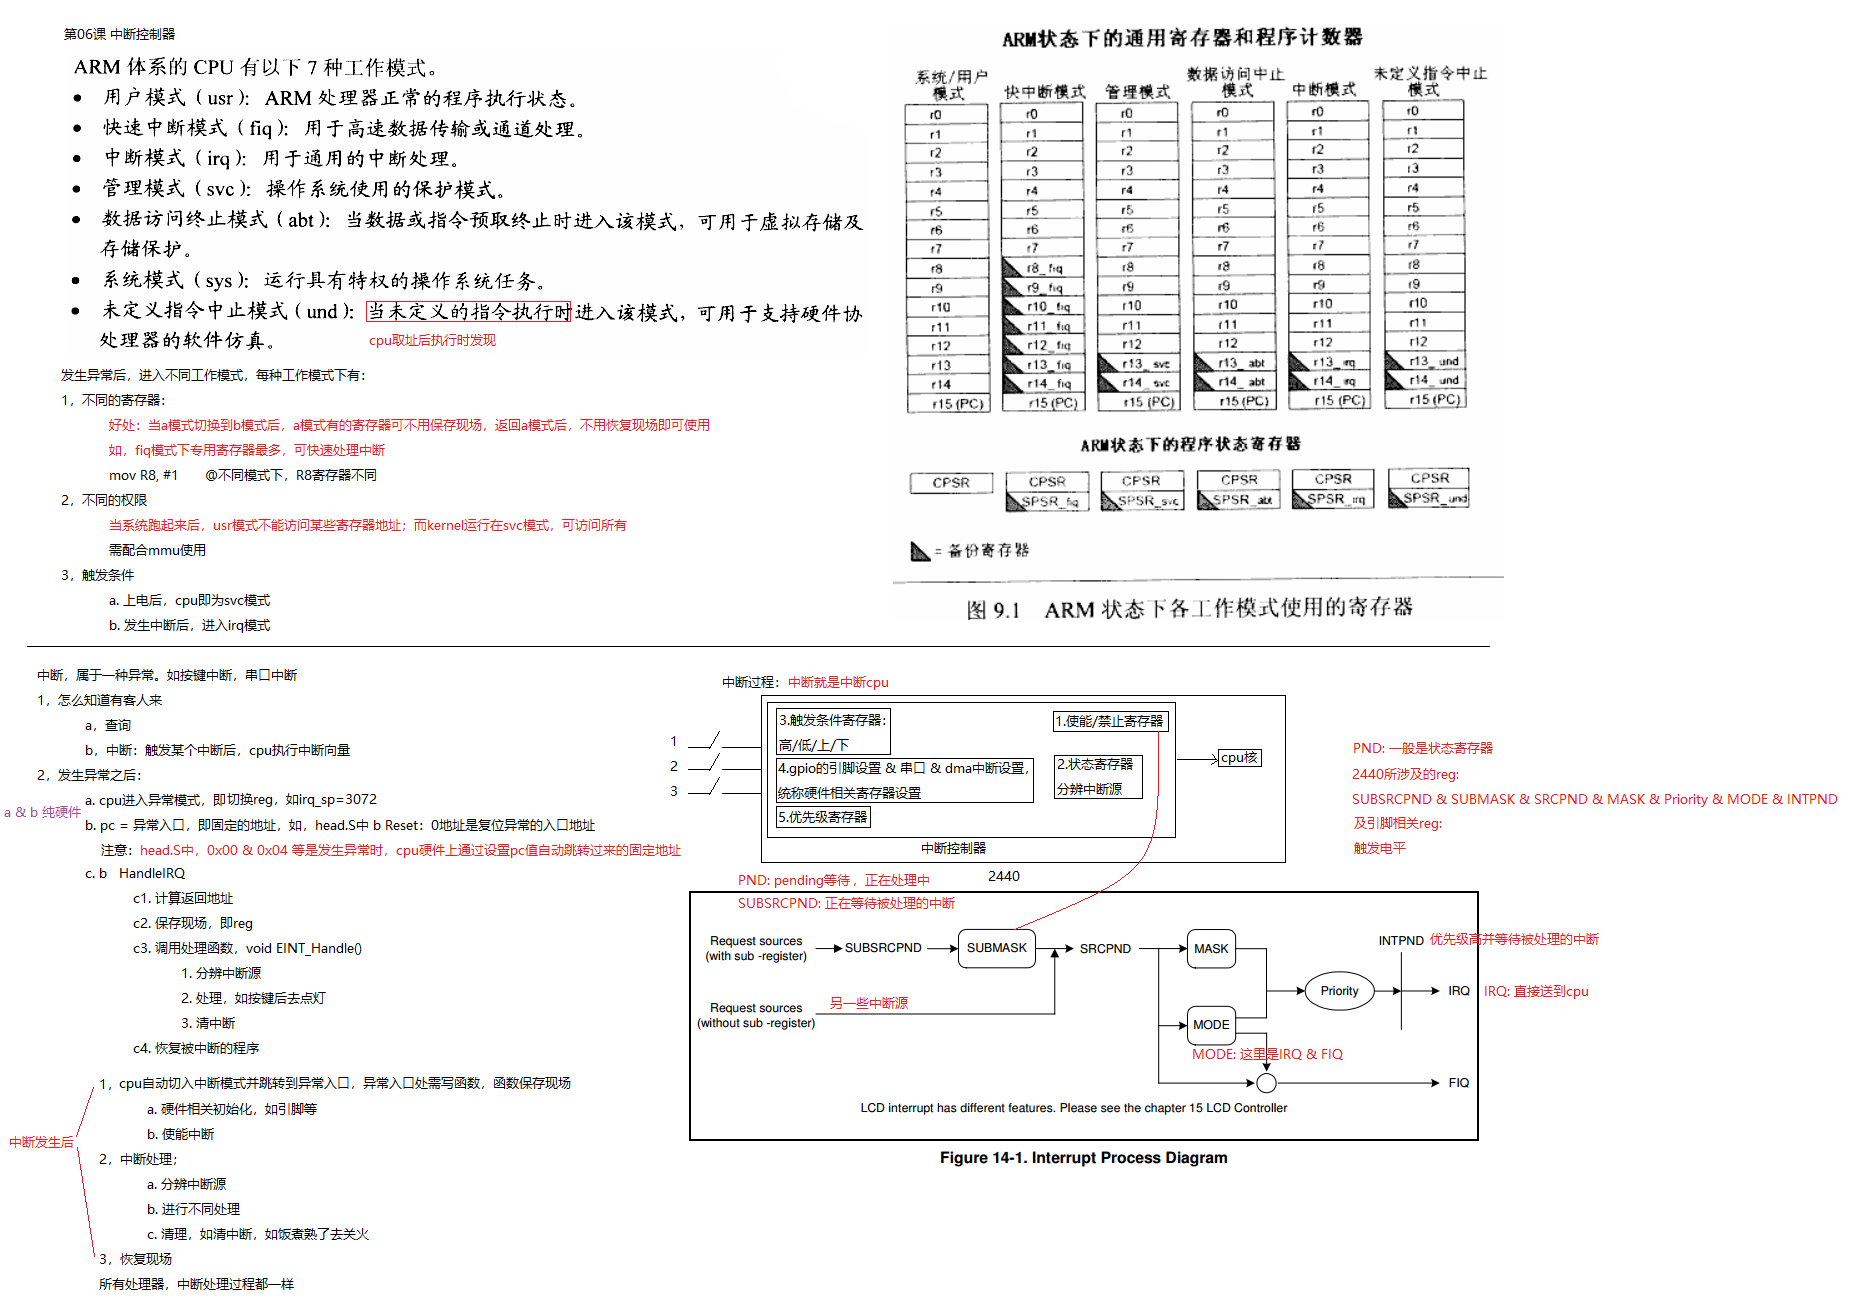 第06课 中断控制器
ARM 体系的 CPU 有以下 7 种工作模式。
● 用户模式（usr）：ARM 处理器正常的程序执行状态。
● 快速中断模式（fiq）：用于高速数据传输或通道处理。
● 中断模式（irq）：用于通用的中断处理。
● 管理模式（svc）：操作系统使用的保护模式。
● 数据访问终止模式（abt）：当数据或指令预取终止时进入该模式，可用于虚拟存储及
存储保护。
● 系统模式（sys）：运行具有特权的操作系统任务。
● 未定义指令中止模式（und）：当未定义的指令执行时进入该模式，可用于支持硬件协
处理器的软件仿真。
cpu取址后执行时发现
发生异常后，进入不同工作模式，每种工作模式下有：
1，不同的寄存器：
好处：当a模式切换到b模式后，a模式有的寄存器可不用保存现场，返回a模式后，不用恢复现场即可使用
如，fiq模式下专用寄存器最多，可快速处理中断
mov R8, #1 @不同模式下，R8寄存器不同
2，不同的权限
当系统跑起来后，usr模式不能访问某些寄存器地址；而kernel运行在svc模式，可访问所有
需配合mmu使用
3，触发条件
a. 上电后，cpu即为svc模式
b. 发生中断后，进入irq模式
ARM状态下的通用寄存器和程序计数器
系统/用户模式 快中断模式 管理模式 数据访问中止模式 中断模式 未定义指令中止模式
r0 r0 r0 r0 r0 r0
r1 r1 r1 r1 r1 r1
r2 r2 r2 r2 r2 r2
r3 r3 r3 r3 r3 r3
r4 r4 r4 r4 r4 r4
r5 r5 r5 r5 r5 r5
r6 r6 r6 r6 r6 r6
r7 r7 r7 r7 r7 r7
r8 r8_fiq r8 r8 r8 r8
r9 r9_fiq r9 r9 r9 r9
r10 r10_fiq r10 r10 r10 r10
r11 r11_fiq r11 r11 r11 r11
r12 r12_fiq r12 r12 r12 r12
r13 r13_fiq r13_svc r13_abt r13_irq r13_und
r14 r14_fiq r14_svc r14_abt r14_irq r14_und
r15 (PC) r15 (PC) r15 (PC) r15 (PC) r15 (PC) r15 (PC)
ARM状态下的程序状态寄存器
CPSR CPSR CPSR CPSR CPSR CPSR
SPSR_fiq SPSR_svc SPSR_abt SPSR_irq SPSR_und
= 备份寄存器
图 9.1 ARM 状态下各工作模式使用的寄存器
中断，属于一种异常。如按键中断，串口中断
1，怎么知道有客人来
a，查询
b，中断：触发某个中断后，cpu执行中断向量
2，发生异常之后：
a. cpu进入异常模式，即切换reg，如irq_sp=3072
a & b 纯硬件
b. pc = 异常入口，即固定的地址，如，head.S中 b Reset：0地址是复位异常的入口地址
注意：head.S中，0x00 & 0x04 等是发生异常时，cpu硬件上通过设置pc值自动跳转过来的固定地址
c. b HandleIRQ
c1. 计算返回地址
c2. 保存现场，即reg
c3. 调用处理函数，void EINT_Handle()
1. 分辨中断源
2. 处理，如按键后去点灯
3. 清中断
c4. 恢复被中断的程序
中断发生后
1，cpu自动切入中断模式并跳转到异常入口，异常入口处需写函数，函数保存现场
a. 硬件相关初始化，如引脚等
b. 使能中断
2，中断处理；
a. 分辨中断源
b. 进行不同处理
c. 清理，如清中断，如饭煮熟了去关火
3，恢复现场
所有处理器，中断处理过程都一样
中断过程：中断就是中断cpu
1
2
3
3.触发条件寄存器：
高/低/上/下
1.使能/禁止寄存器
4.gpio的引脚设置 & 串口 & dma中断设置，
统称硬件相关寄存器设置
2.状态寄存器
分辨中断源
5.优先级寄存器
cpu核
中断控制器
2440
PND: 一般是状态寄存器
2440所涉及的reg:
SUBSRCPND & SUBMASK & SRCPND & MASK & Priority & MODE & INTPND
及引脚相关reg:
触发电平
PND: pending等待，正在处理中
SUBSRCPND: 正在等待被处理的中断
Request sources
(with sub -register)
SUBSRCPND
SUBMASK
SRCPND
MASK
INTPND
优先级高并等待被处理的中断
Request sources
(without sub -register)
另一些中断源
MODE
Priority
IRQ
IRQ: 直接送到cpu
MODE: 这里是IRQ & FIQ
FIQ
LCD interrupt has different features. Please see the chapter 15 LCD Controller
Figure 14-1. Interrupt Process Diagram